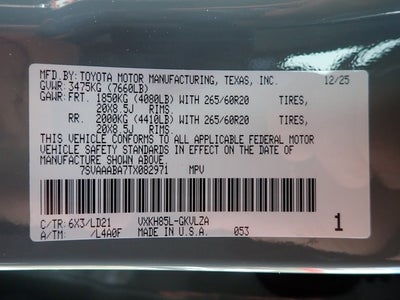 MFD.BY: TOYOTA MOTOR MANUFACTURING, TEXAS, INC. 12/25
GVWR: 3475KG (7660LB)
GAWR: FRT. 1850KG (4080LB) WITH 265/60R20 TIRES,
20X8.5J RIMS,
RR. 2000KG (4410LB) WITH 265/60R20 TIRES,
20X8.5J RIMS,
THIS VEHICLE CONFORMS TO ALL APPLICABLE FEDERAL MOTOR
VEHICLE SAFETY STANDARDS IN EFFECT ON THE DATE OF
MANUFACTURE SHOWN ABOVE.
7SVAAABA7TX082971 MPV
C/TR: 6X3/LD21 VXKH85L-GKVLZA 1
A/TM: /L4A0F MADE IN U.S.A. 053